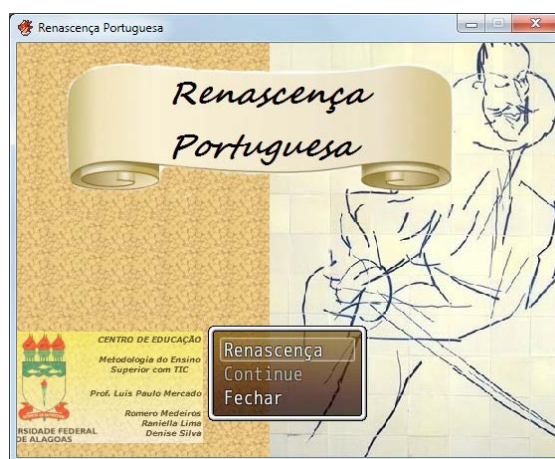 Renascença Portuguesa
Renascença
Portuguesa
CENTRO DE EDUCAÇÃO
Metodologia do Ensino
Superior com TIC
Prof. Luis Paulo Mercado
Romero Medeiros
Raniella Lima
Denise Silva
RSIDADE FEDERAL
DE ALAGOAS
Renascença
Continue
Fechar